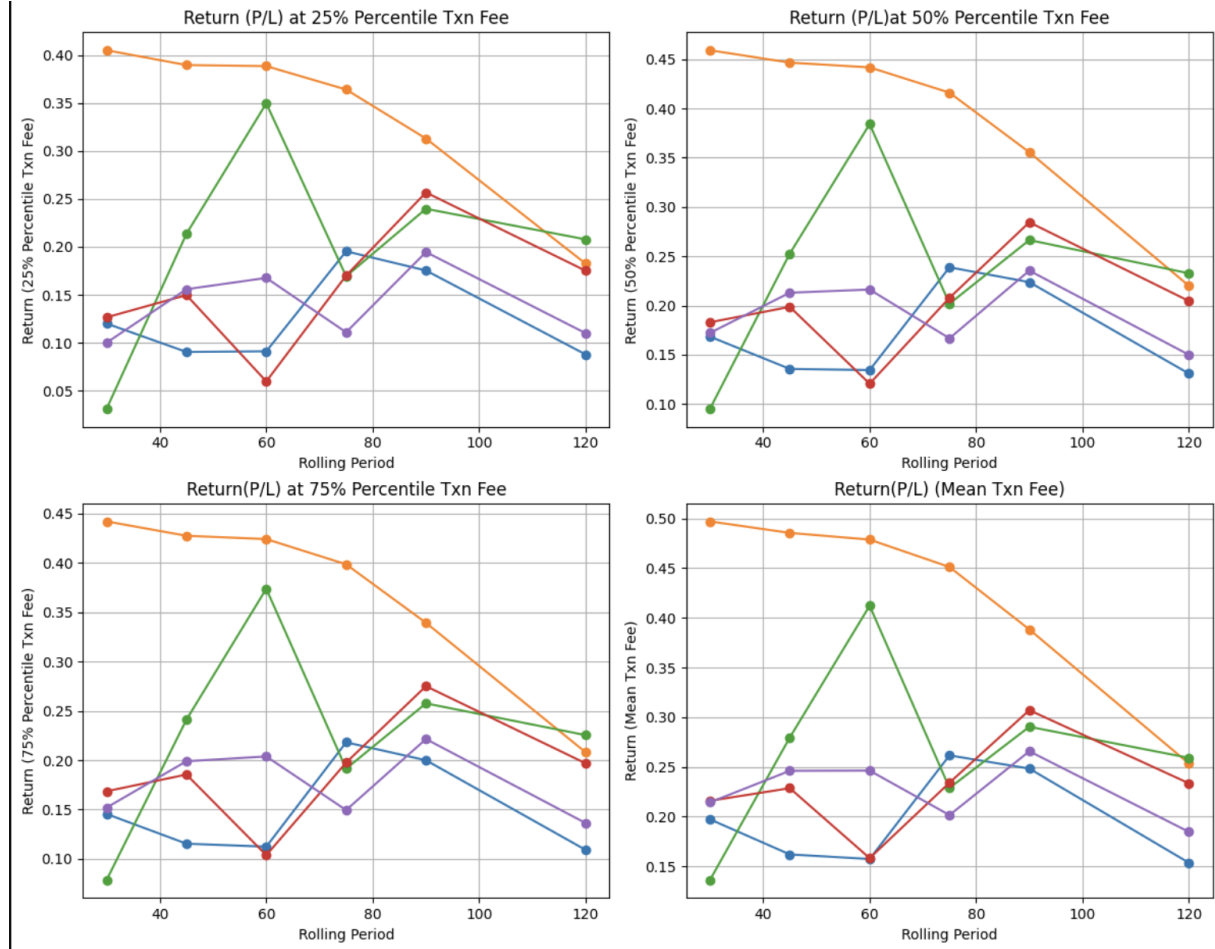 Return (P/L) at 25% Percentile Txn Fee
Return (25% Percentile Txn Fee)
0.40
0.35
0.30
0.25
0.20
0.15
0.10
0.05
40 60 80 100 120
Rolling Period
Return (P/L)at 50% Percentile Txn Fee
Return (50% Percentile Txn Fee)
0.45
0.40
0.35
0.30
0.25
0.20
0.15
0.10
40 60 80 100 120
Rolling Period
Return(P/L) at 75% Percentile Txn Fee
Return (75% Percentile Txn Fee)
0.45
0.40
0.35
0.30
0.25
0.20
0.15
0.10
40 60 80 100 120
Rolling Period
Return(P/L) (Mean Txn Fee)
Return (Mean Txn Fee)
0.50
0.45
0.40
0.35
0.30
0.25
0.20
0.15
40 60 80 100 120
Rolling Period